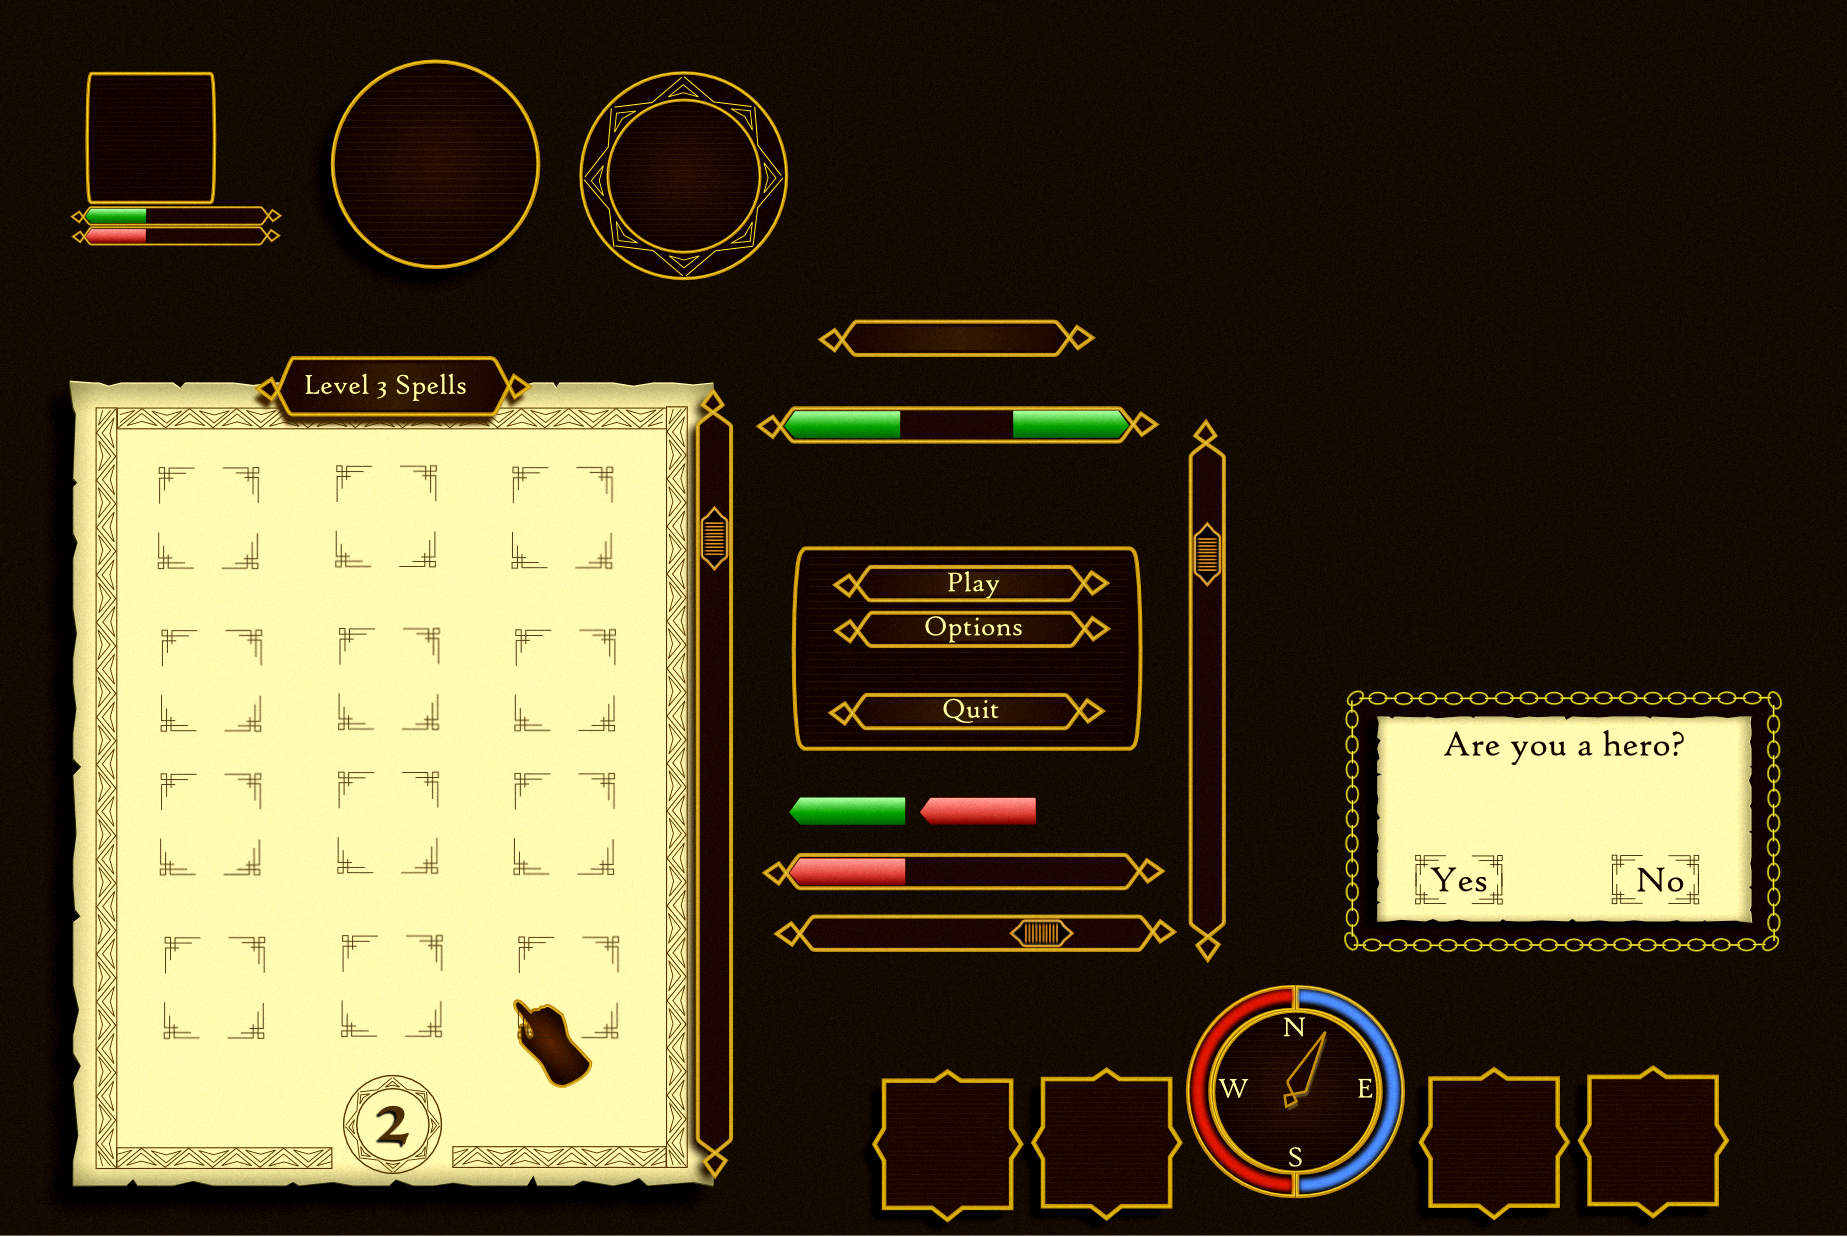 Level 3 Spells
2
Play
Options
Quit
Are you a hero?
Yes No
N
W E
S